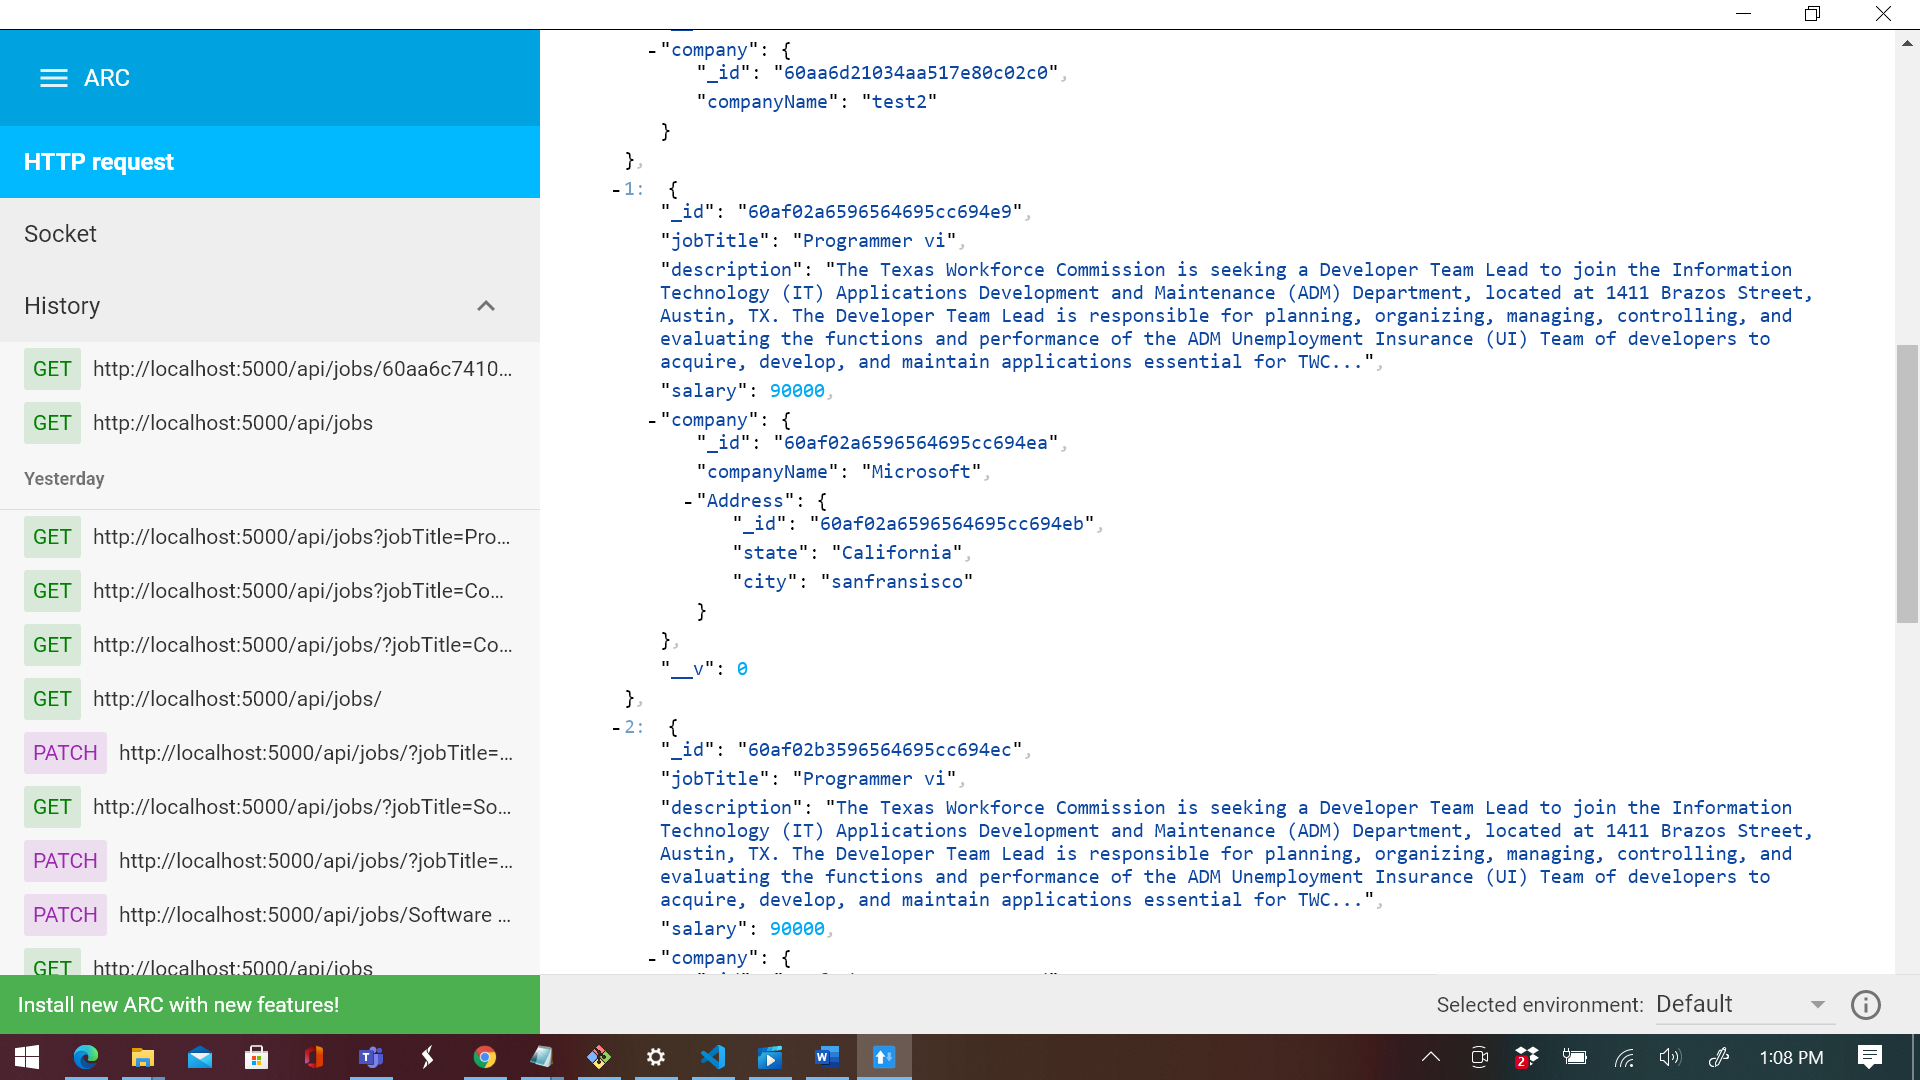 ARC
HTTP request
Socket
History
GET http://localhost:5000/api/jobs/60aa6c7410...
GET http://localhost:5000/api/jobs
Yesterday
GET http://localhost:5000/api/jobs?jobTitle=Pro...
GET http://localhost:5000/api/jobs?jobTitle=Co...
GET http://localhost:5000/api/jobs/?jobTitle=Co...
GET http://localhost:5000/api/jobs/
PATCH http://localhost:5000/api/jobs/?jobTitle=...
GET http://localhost:5000/api/jobs/?jobTitle=So...
PATCH http://localhost:5000/api/jobs/?jobTitle=...
PATCH http://localhost:5000/api/jobs/Software ...
GET http://localhost:5000/api/jobs
Install new ARC with new features!
-"company": {
"_id": "60aa6d21034aa517e80c02c0",
"companyName": "test2"
}
},
-1: {
"_id": "60af02a6596564695cc694e9",
"jobTitle": "Programmer vi",
"description": "The Texas Workforce Commission is seeking a Developer Team Lead to join the Information
Technology (IT) Applications Development and Maintenance (ADM) Department, located at 1411 Brazos Street,
Austin, TX. The Developer Team Lead is responsible for planning, organizing, managing, controlling, and
evaluating the functions and performance of the ADM Unemployment Insurance (UI) Team of developers to
acquire, develop, and maintain applications essential for TWC...",
"salary": 90000,
-"company": {
"_id": "60af02a6596564695cc694ea",
"companyName": "Microsoft",
-"Address": {
"_id": "60af02a6596564695cc694eb",
"state": "California",
"city": "sanfransisco"
}
},
"__v": 0
},
-2: {
"_id": "60af02b3596564695cc694ec",
"jobTitle": "Programmer vi",
"description": "The Texas Workforce Commission is seeking a Developer Team Lead to join the Information
Technology (IT) Applications Development and Maintenance (ADM) Department, located at 1411 Brazos Street,
Austin, TX. The Developer Team Lead is responsible for planning, organizing, managing, controlling, and
evaluating the functions and performance of the ADM Unemployment Insurance (UI) Team of developers to
acquire, develop, and maintain applications essential for TWC...",
"salary": 90000,
-"company": {
Selected environment: Default
2
1:08 PM